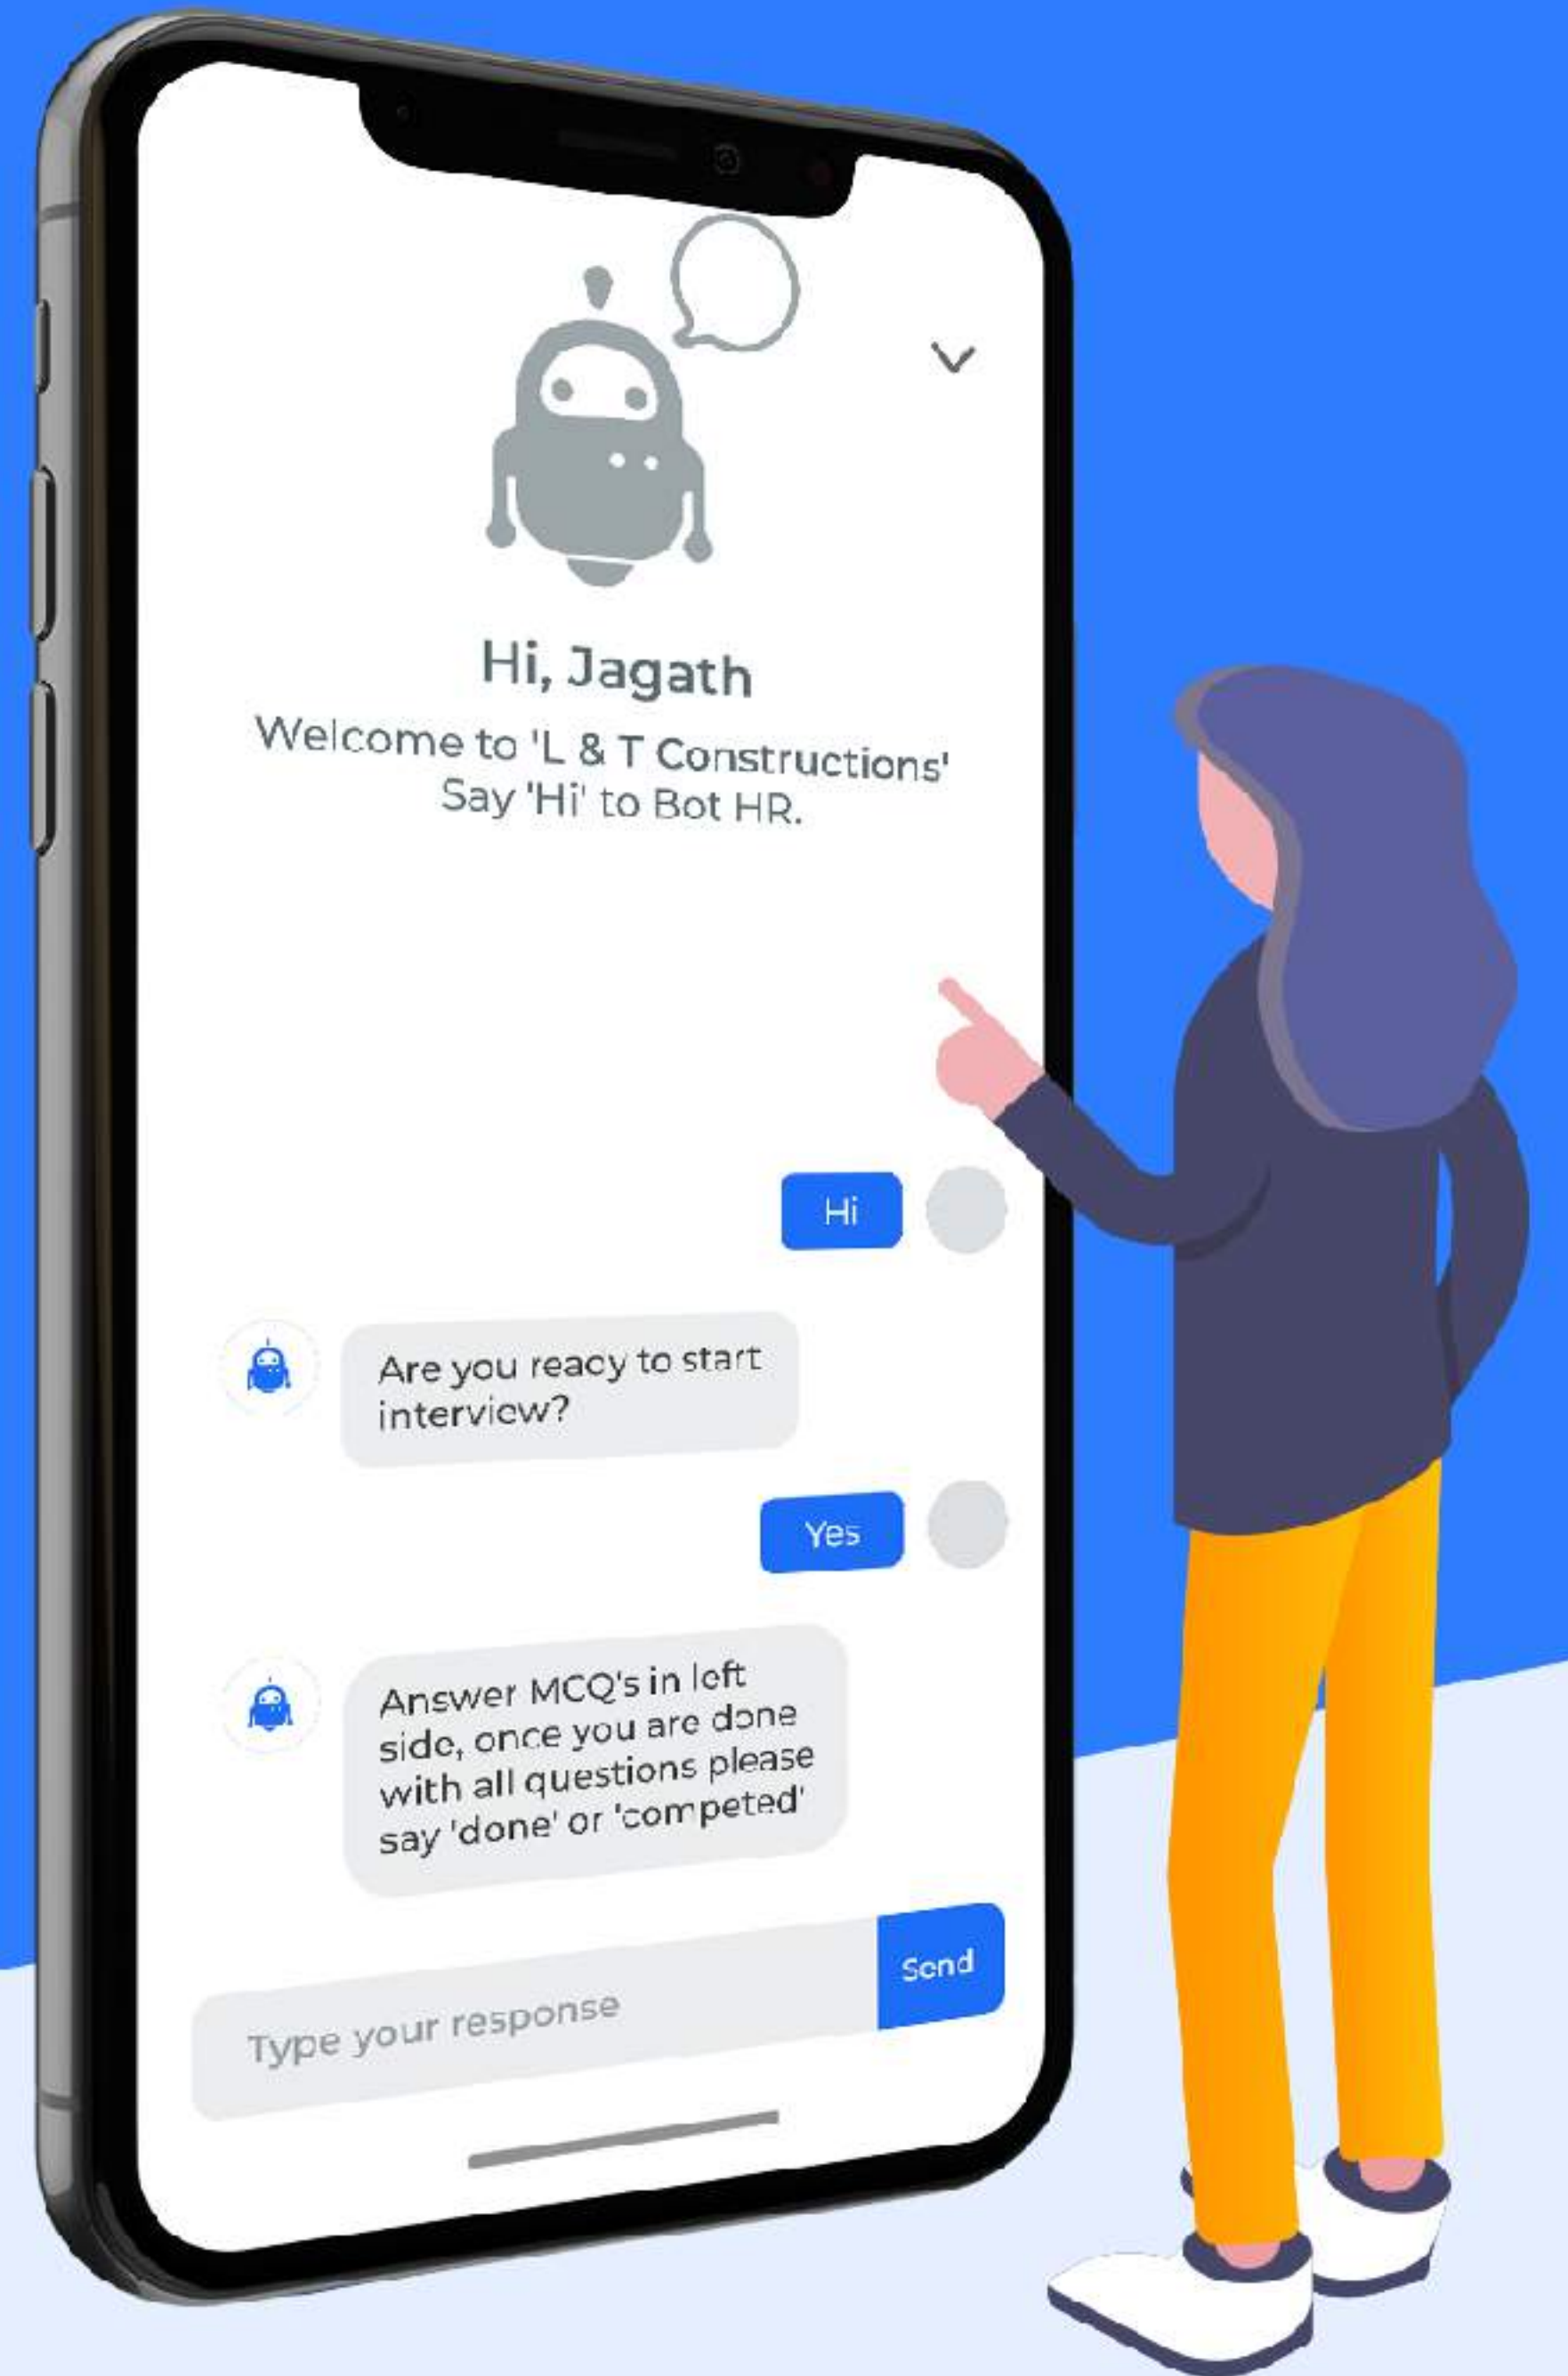 Hi, Jagath
Welcome to 'L & T Constructions'
Say 'Hi' to Bot HR.
Hi
Are you ready to start
interview?
Yes
Answer MCQ's in left
side, once you are done
with all questions please
say 'done' or 'competed'
Type your response
Send